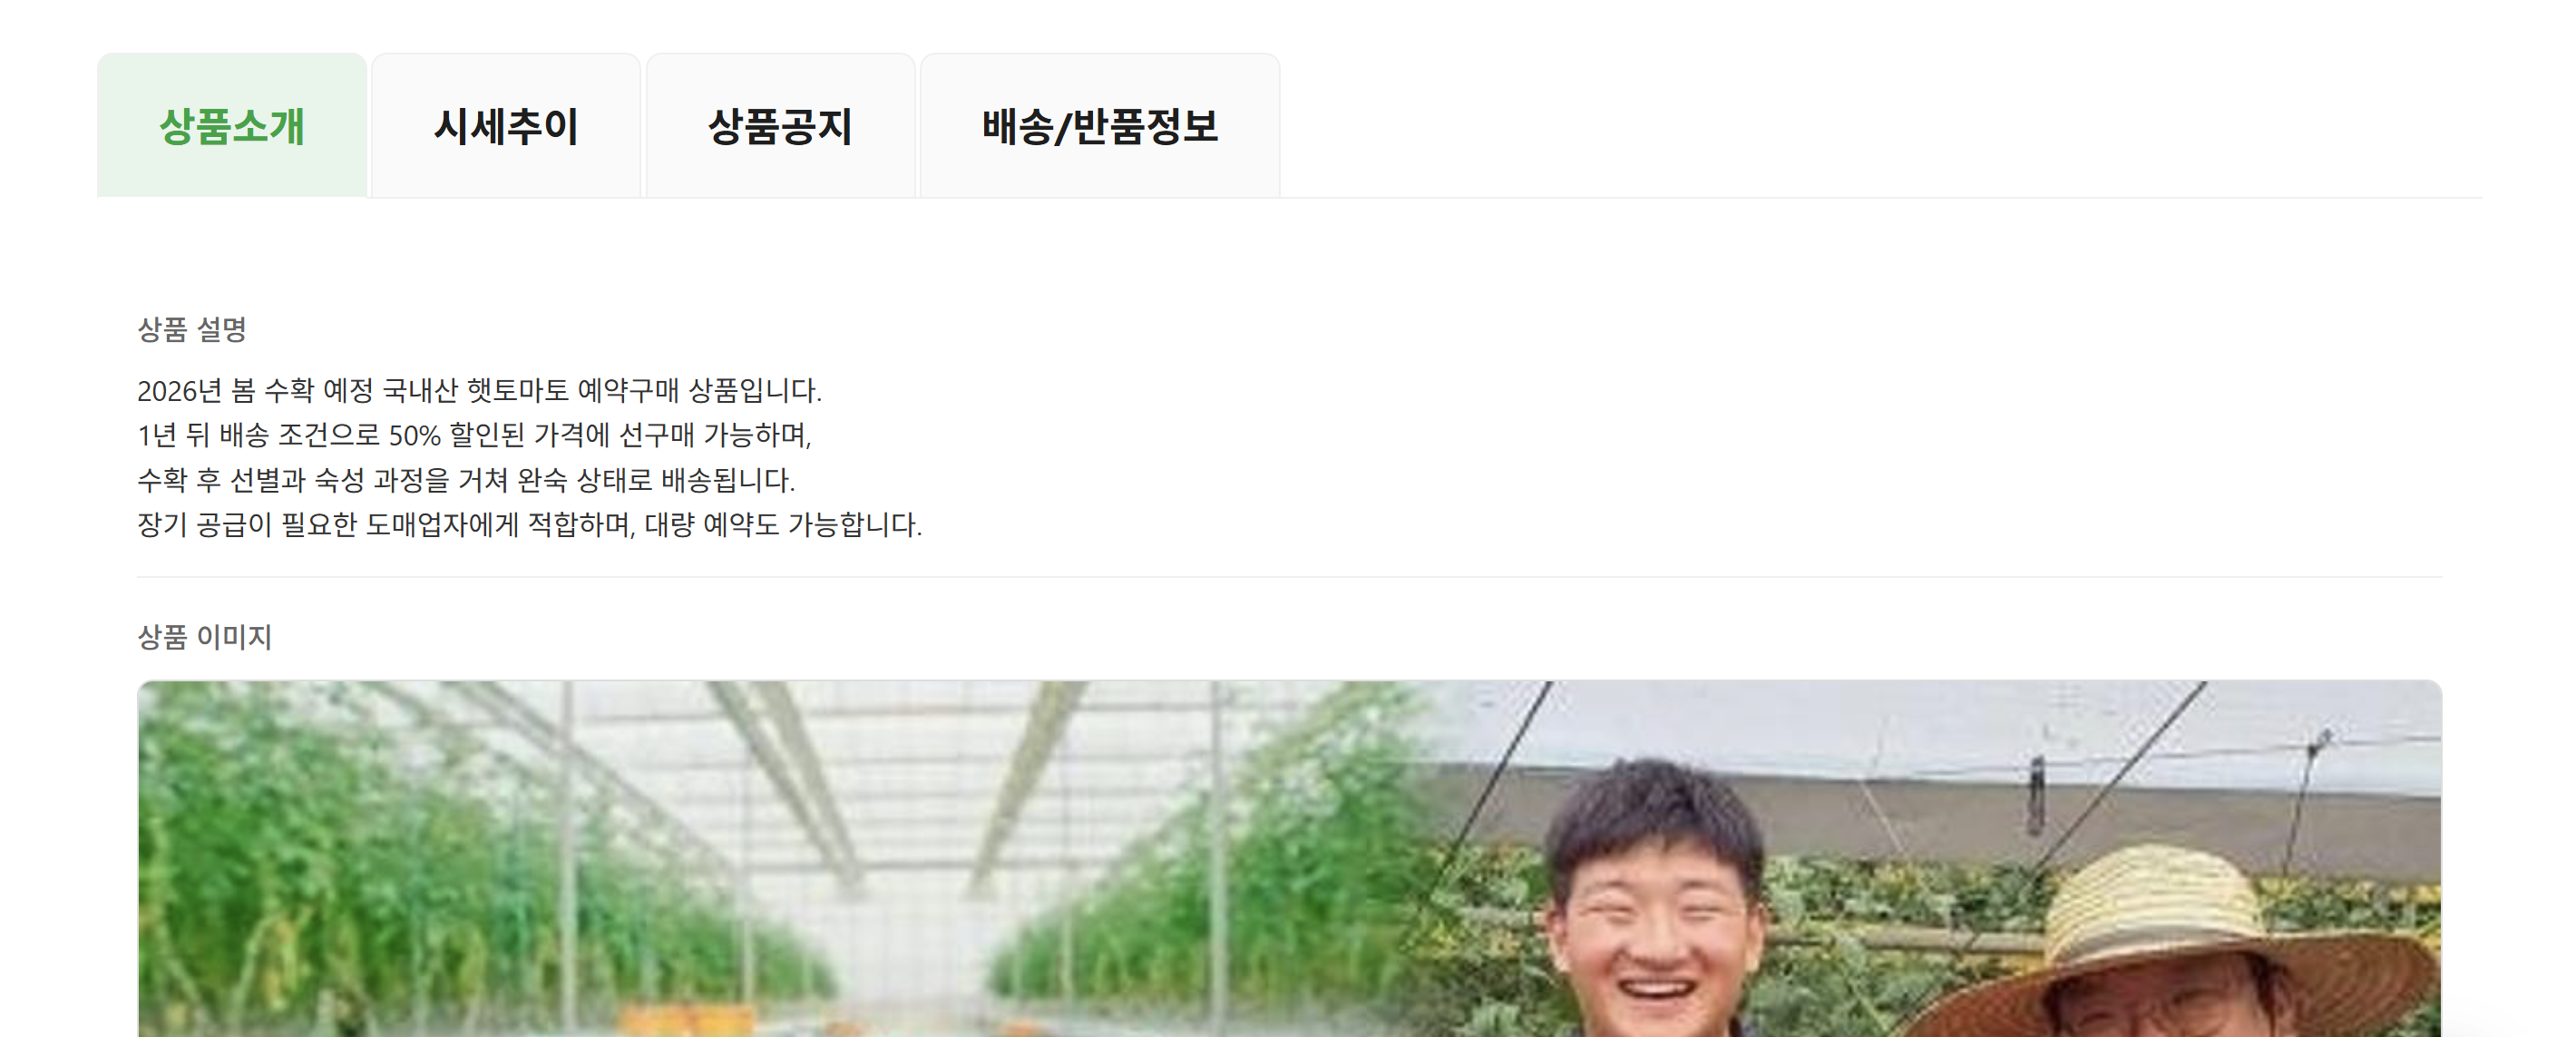 상품소개
시세추이
상품공지
배송/반품정보
상품 설명
2026년 봄 수확 예정 국내산 햇토마토 예약구매 상품입니다.
1년 뒤 배송 조건으로 50% 할인된 가격에 선구매 가능하며,
수확 후 선별과 숙성 과정을 거쳐 완숙 상태로 배송됩니다.
장기 공급이 필요한 도매업자에게 적합하며, 대량 예약도 가능합니다.
상품 이미지